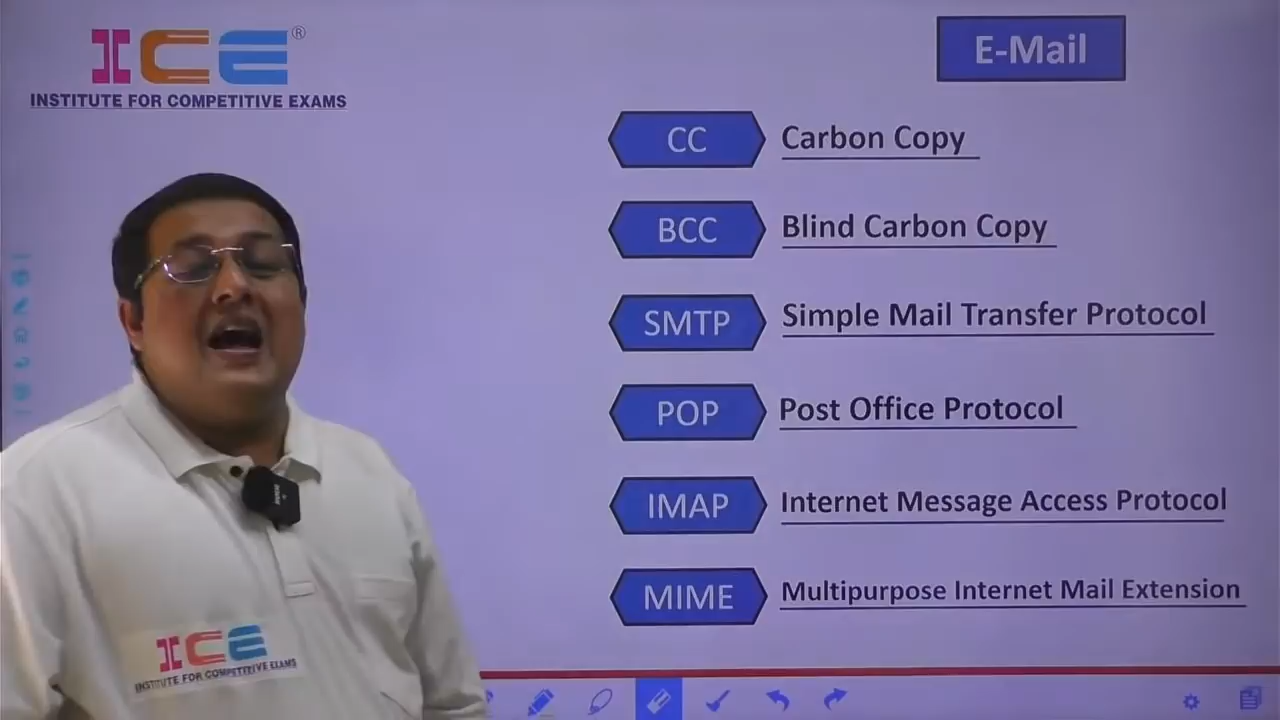 ICE®
INSTITUTE FOR COMPETITIVE EXAMS
E-Mail
CC Carbon Copy
BCC Blind Carbon Copy
SMTP Simple Mail Transfer Protocol
POP Post Office Protocol
IMAP Internet Message Access Protocol
MIME Multipurpose Internet Mail Extension
ICE
INSTITUTE FOR COMPETITIVE EXAMS